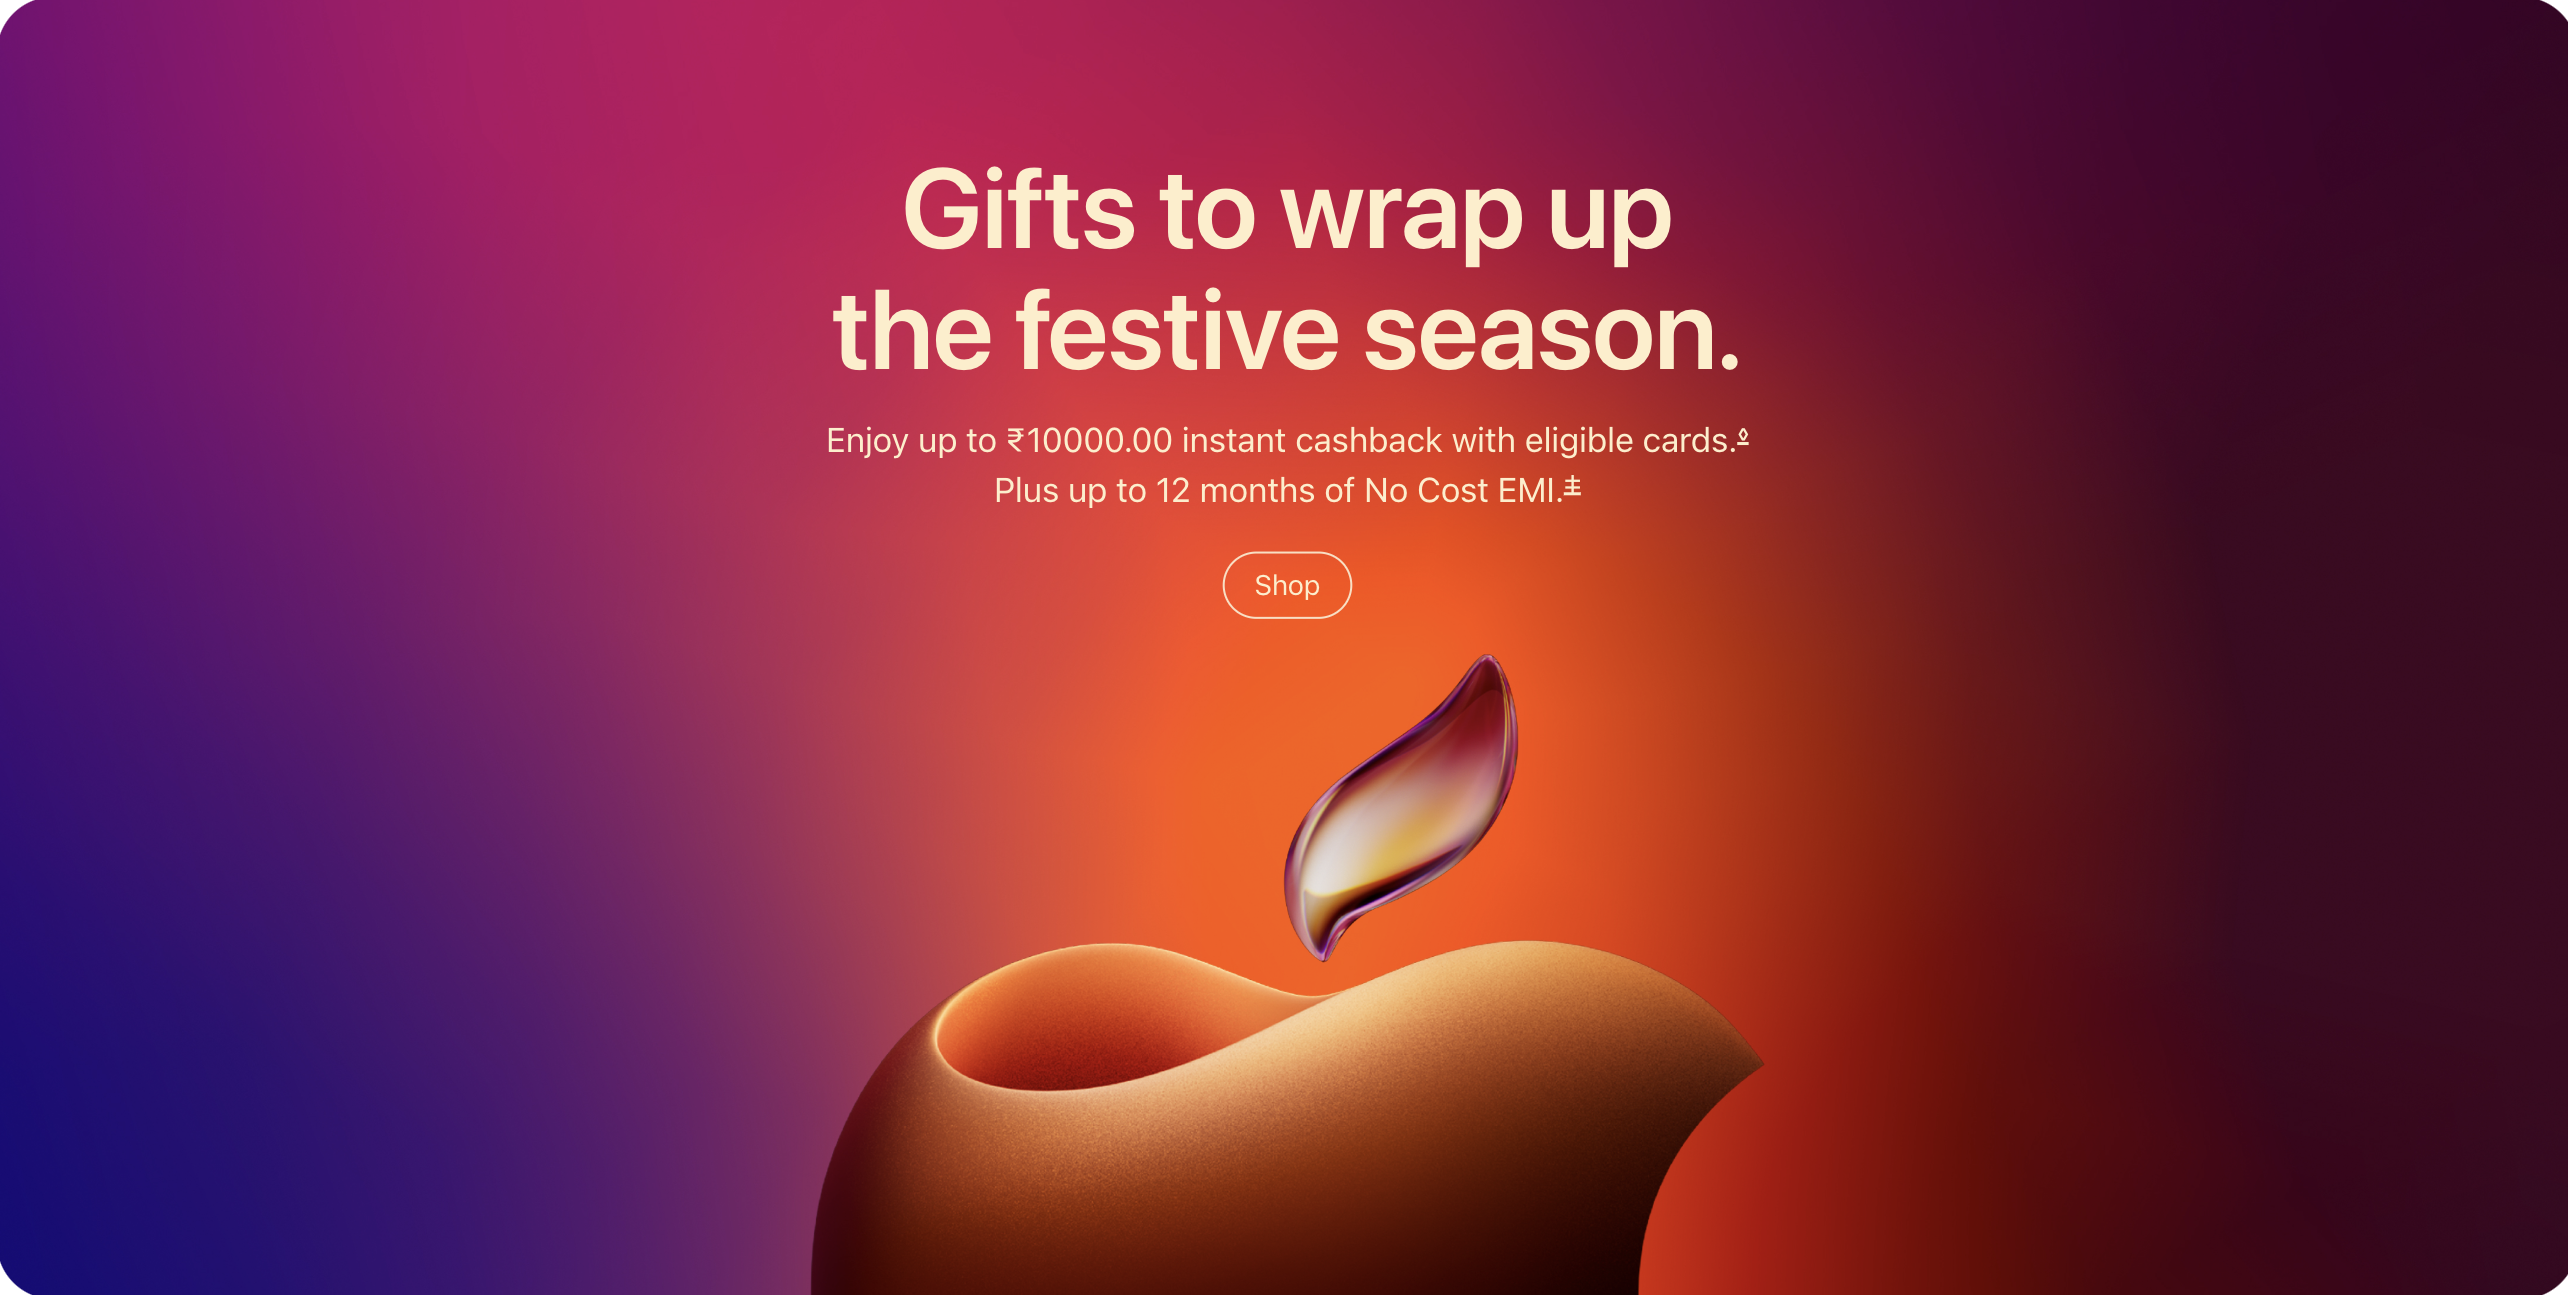 Gifts to wrap up
the festive season.
Enjoy up to ₹10000.00 instant cashback with eligible cards.◊
Plus up to 12 months of No Cost EMI.⧧
Shop